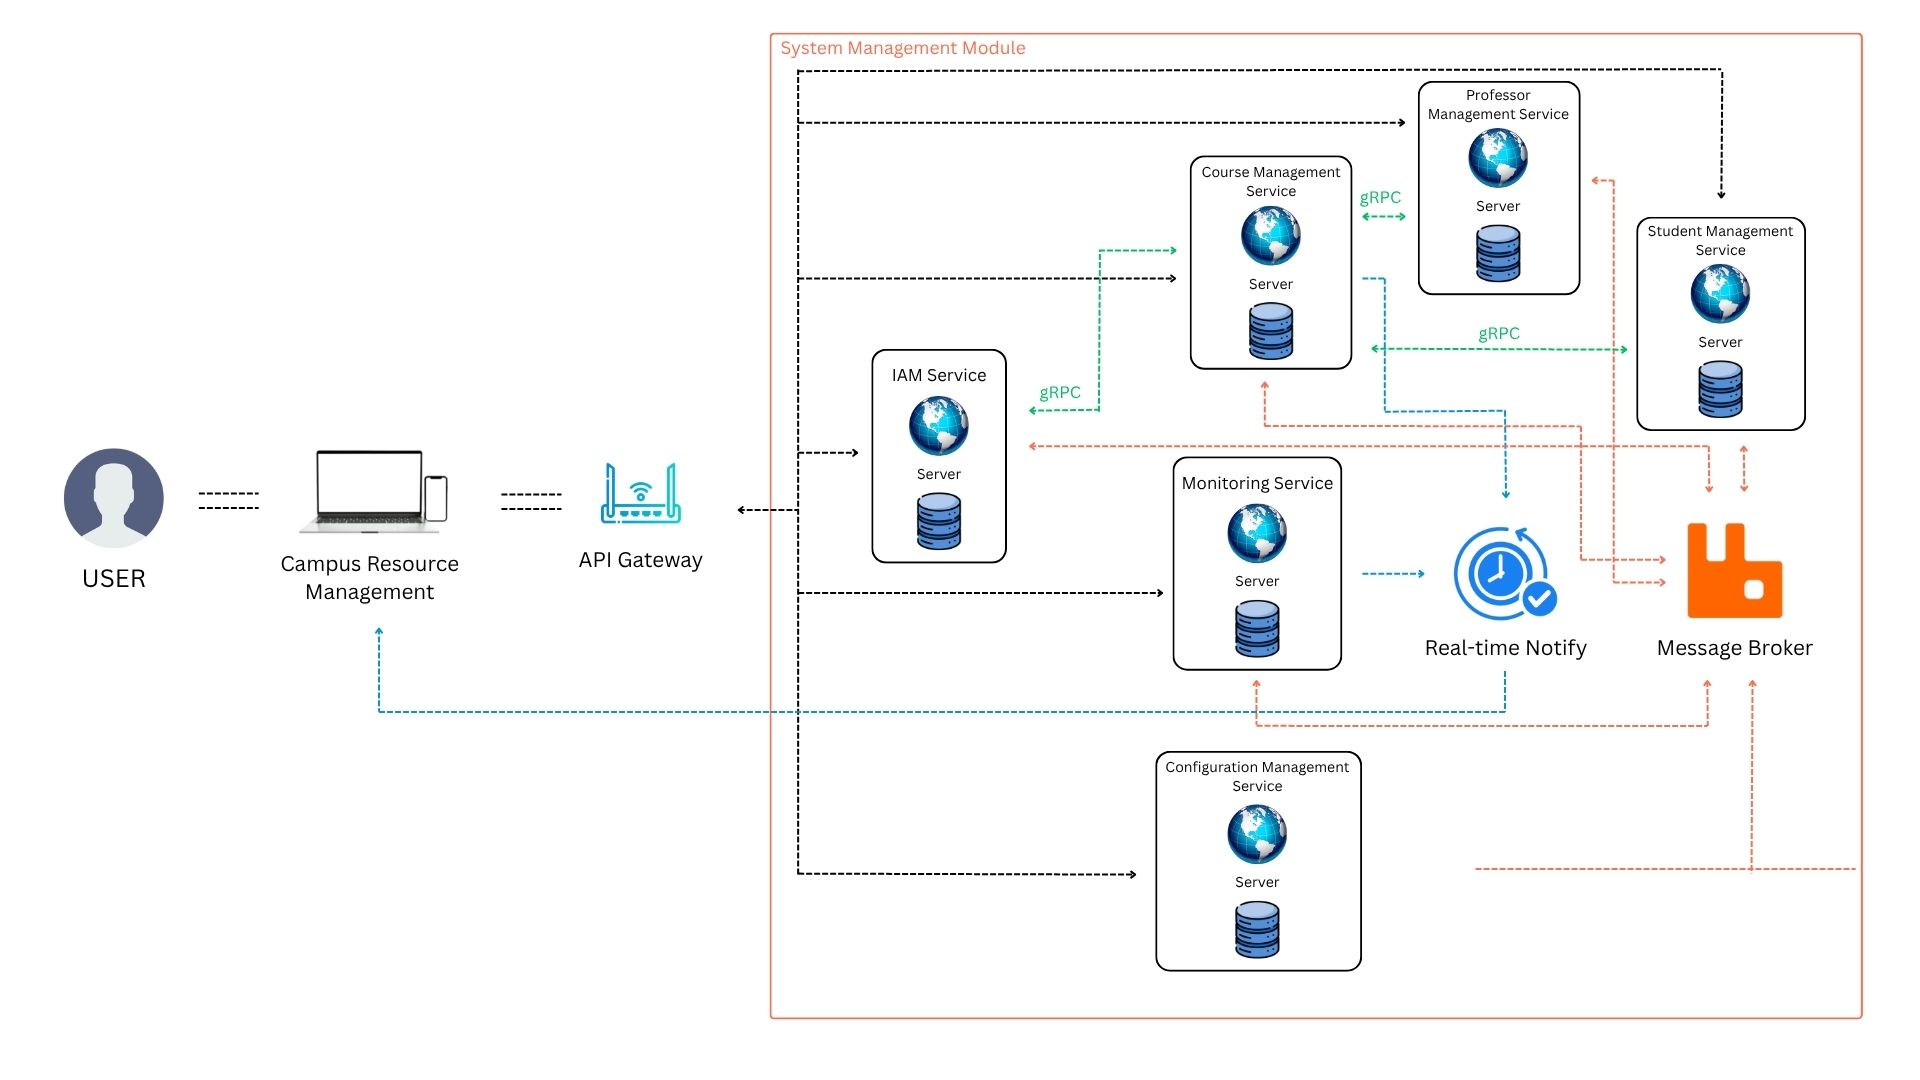 System Management Module
Professor
Management Service
Server
Course Management
Service
Server
gRPC
Student Management
Service
Server
gRPC
IAM Service
Server
gRPC
Monitoring Service
Server
USER
Campus Resource
Management
API Gateway
Real-time Notify
Message Broker
Configuration Management
Service
Server